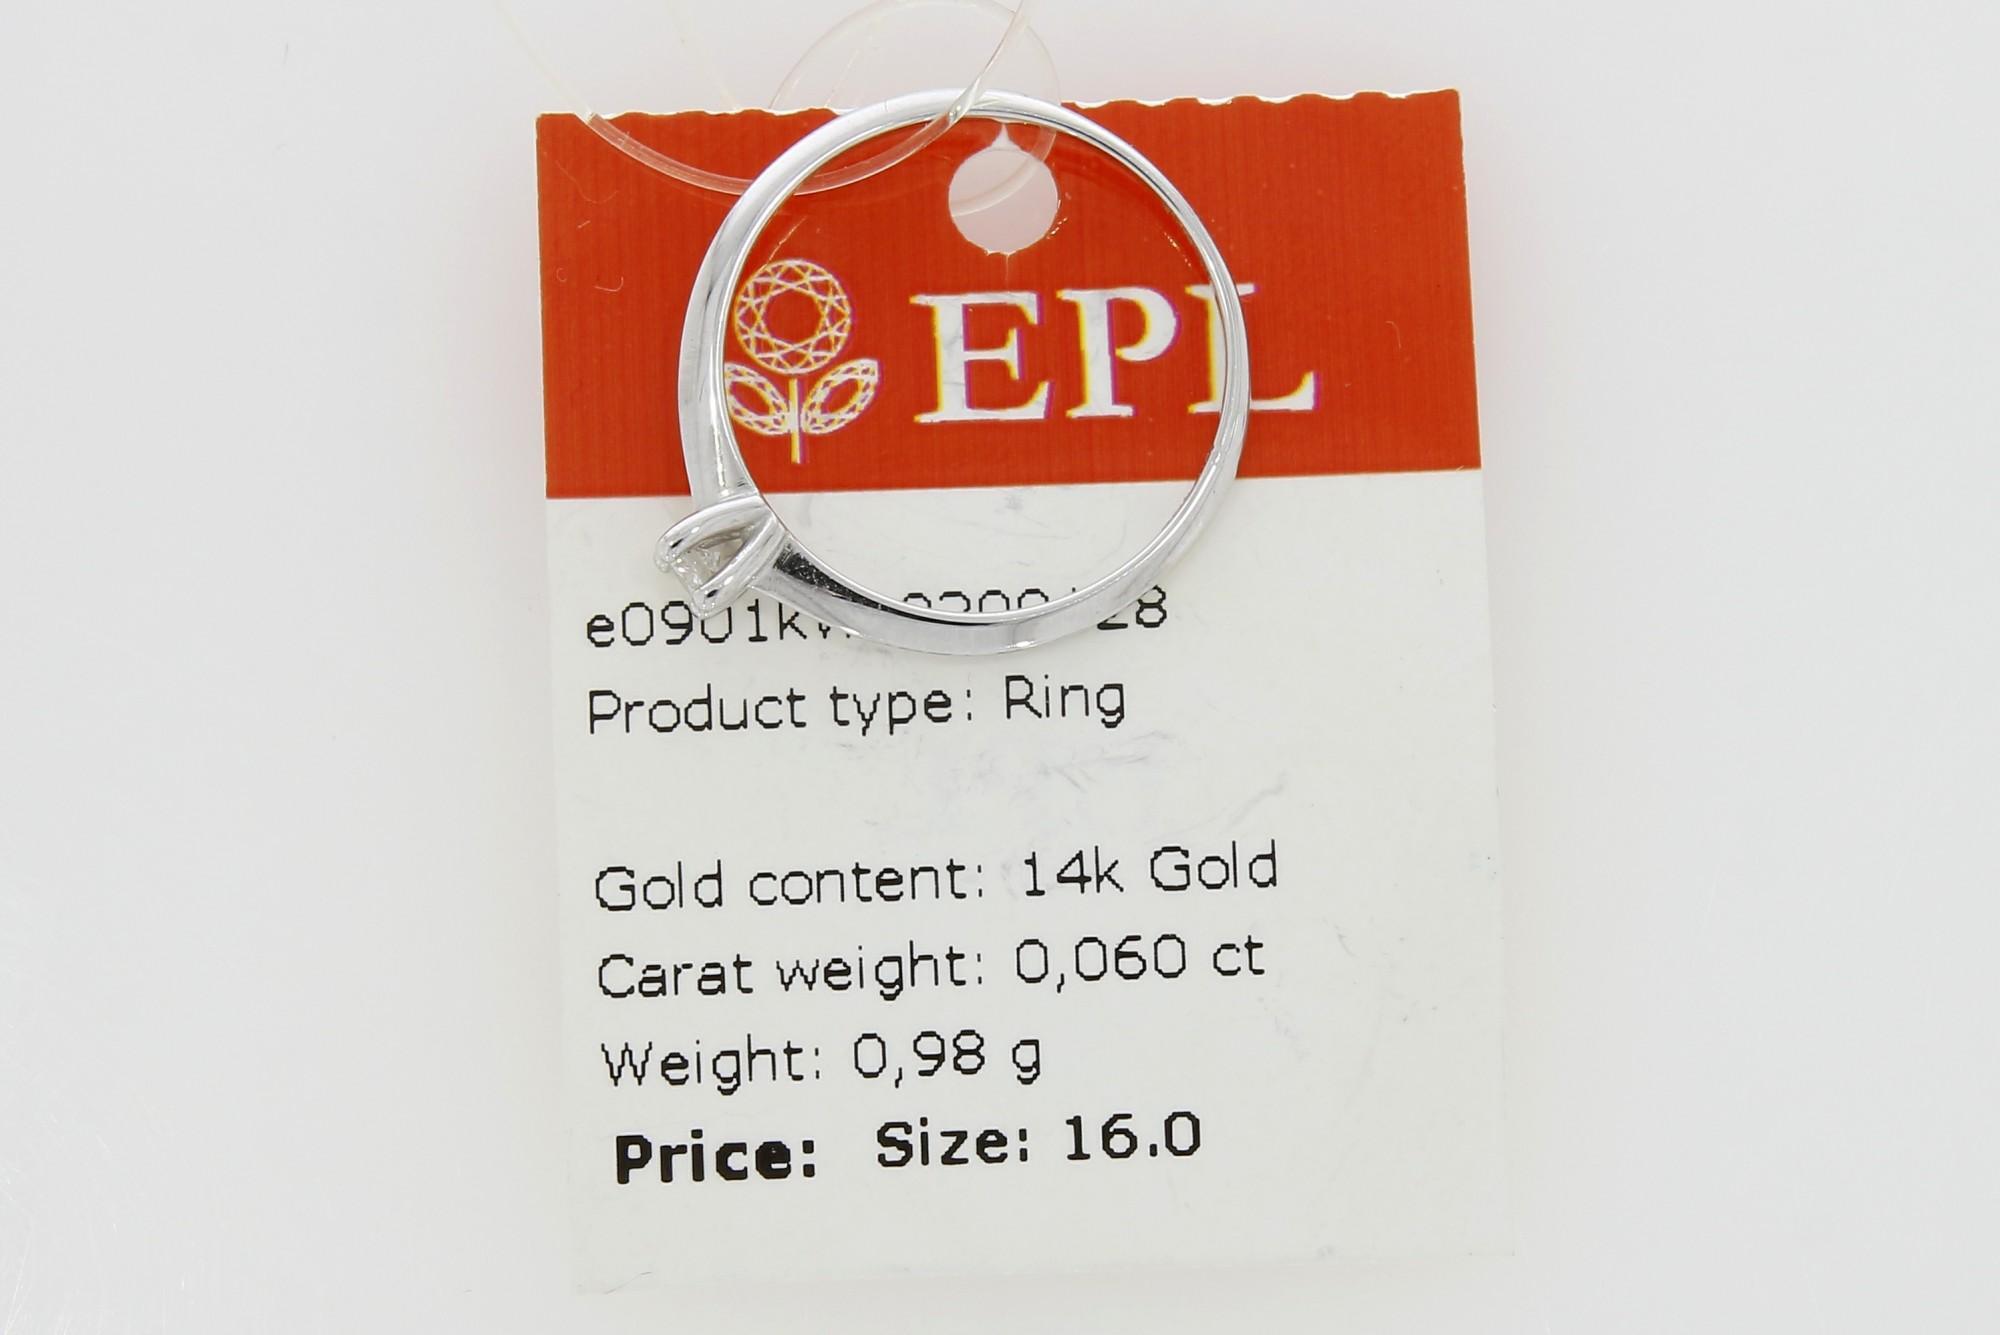 EPL
Product type: Ring
Gold content: 14k Gold
Carat weight: 0,060 ct
Weight: 0,98 g
Price: Size: 16.0